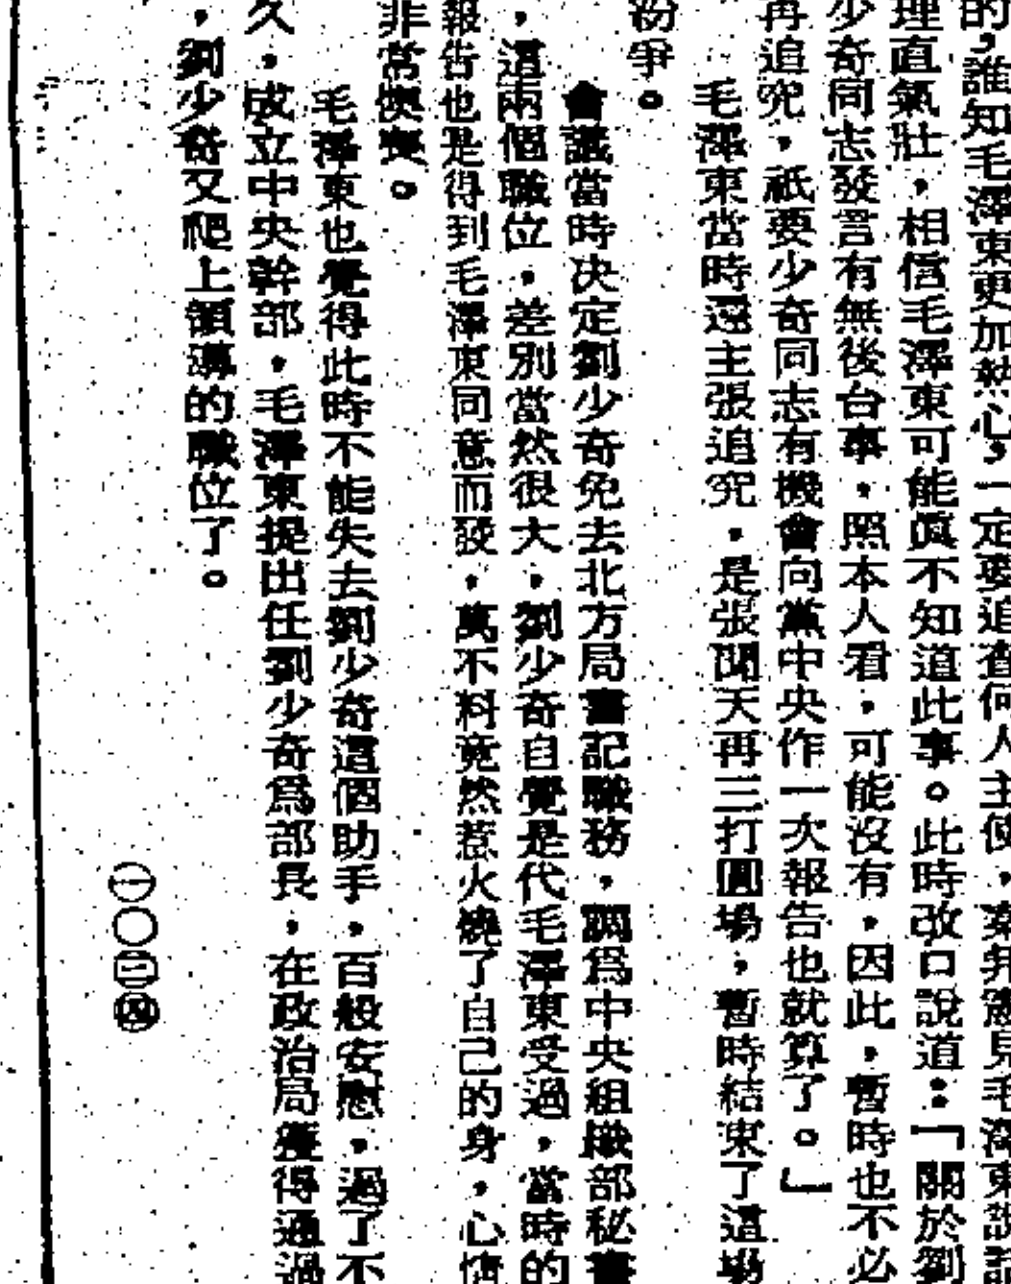 的，誰知毛澤東更加熱心，一定要追查何人主使，案弁憲見毛澤東說記
理直氣壯，相信毛澤東可能眞不知道此事。此時改口說道：「關於劉
少奇同志發言有無後台事，照本人看，可能沒有，因此，暫時也不必
再追究，祇要少奇同志有機會向黨中央作一次報告也就算了。」
毛澤東當時還主張追究，是張聞天再三打圓場，暫時結束了這場
紛爭。
會議當時決定劉少奇免去北方局書記職務，調爲中央組織部秘書
，這兩個職位，差別當然很大，劉少奇自覺是代毛澤東受過，當時的
報告也是得到毛澤東同意而發，萬不料竟然惹火燒了自己的身，心情
非常懊喪。
毛澤東也覺得此時不能失去劉少奇這個助手，百般安慰，過了不
久，成立中央幹部，毛澤東提出任劉少奇爲部長，在政治局獲得通過
，劉少奇又爬上領導的職位了。
㊀〇㊂㊃